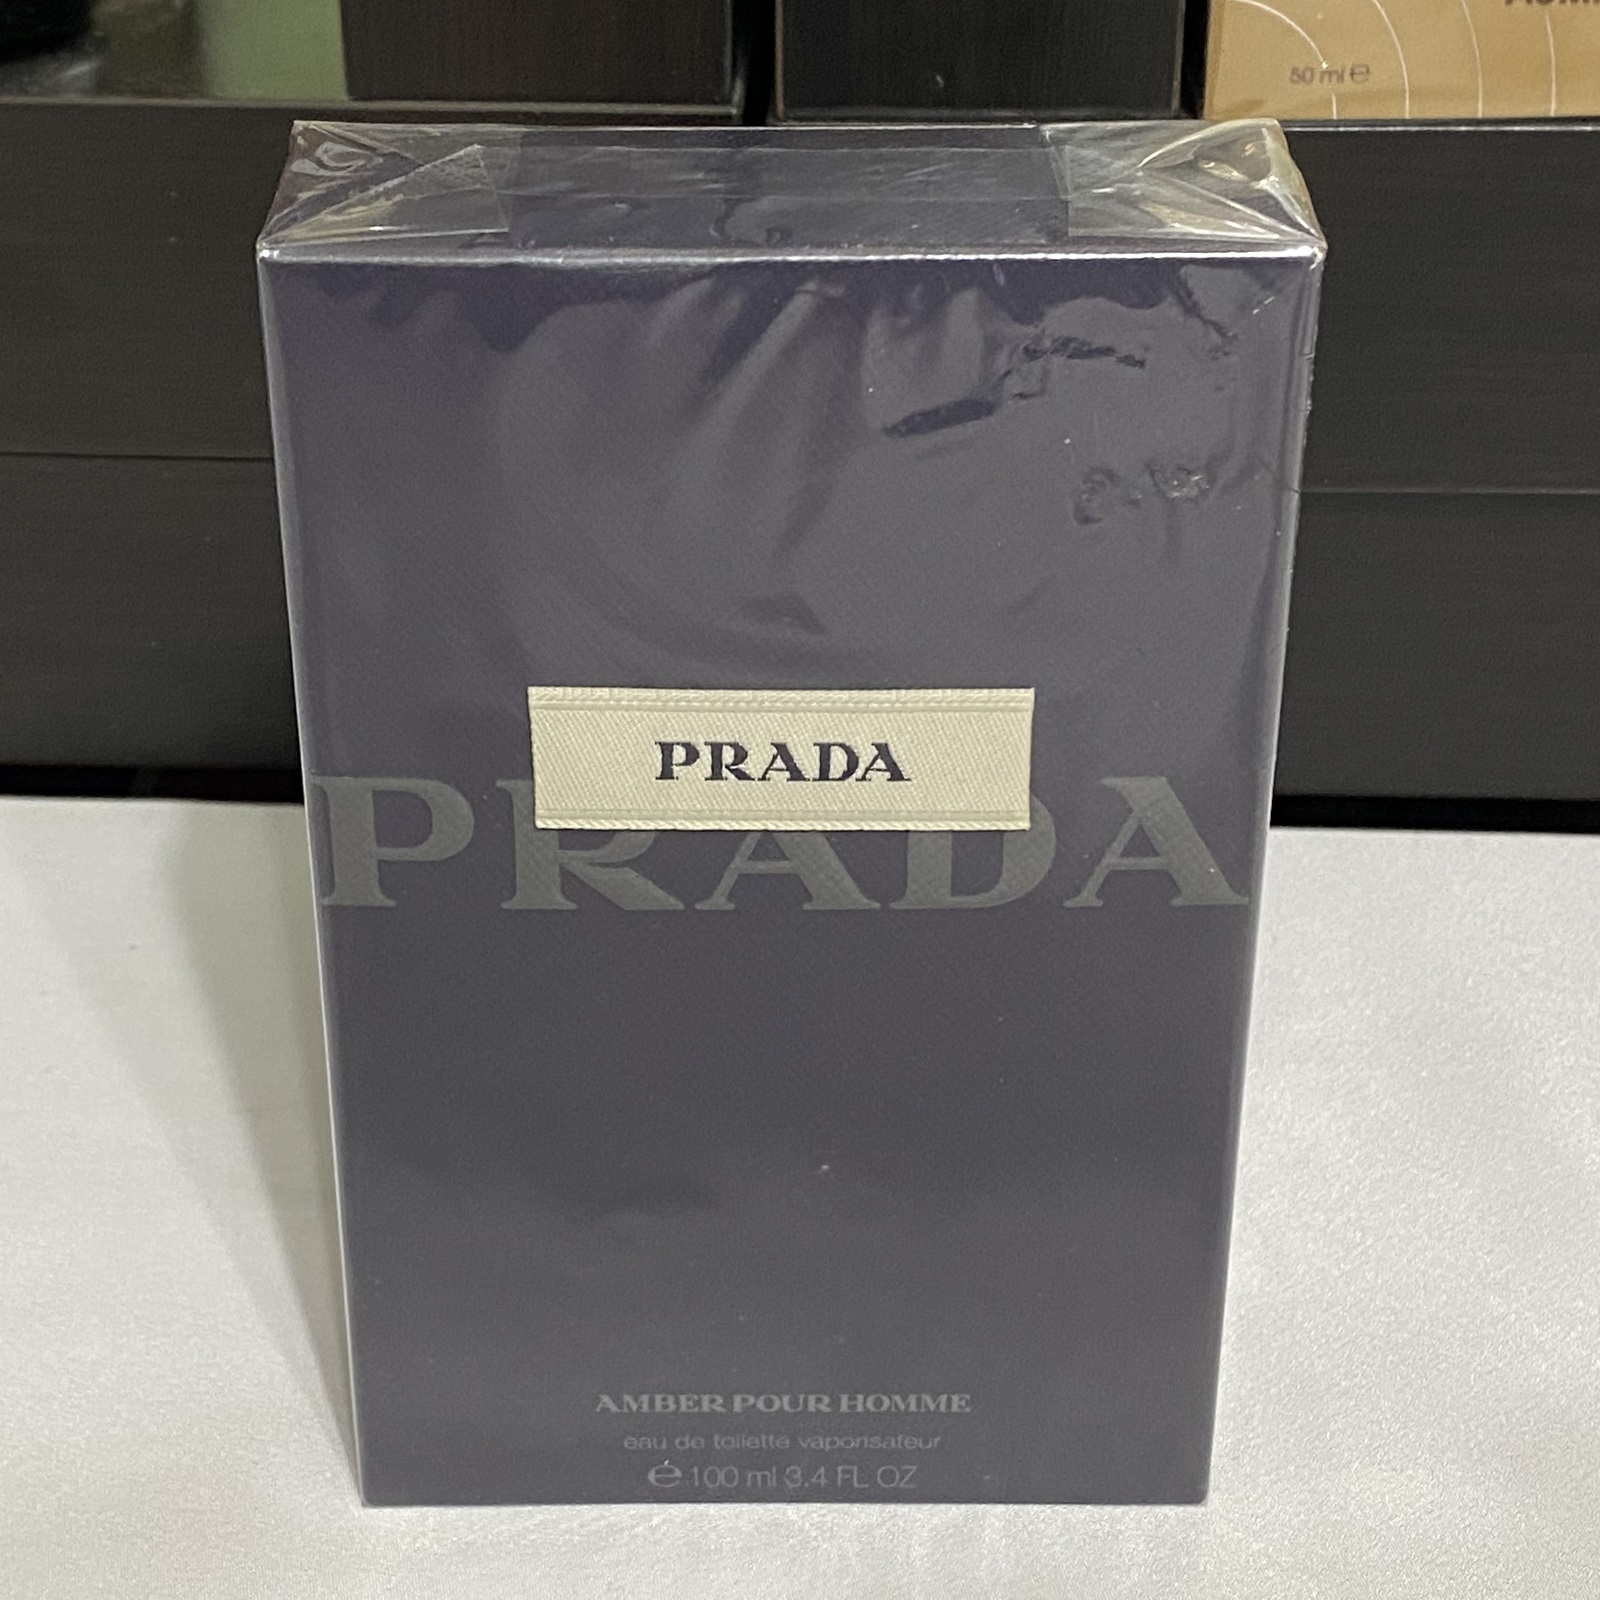 50 ml ℮
PRADA
PRADA
AMBER POUR HOMME
eau de toilette vaporisateur
℮ 100 ml 3.4 FL OZ